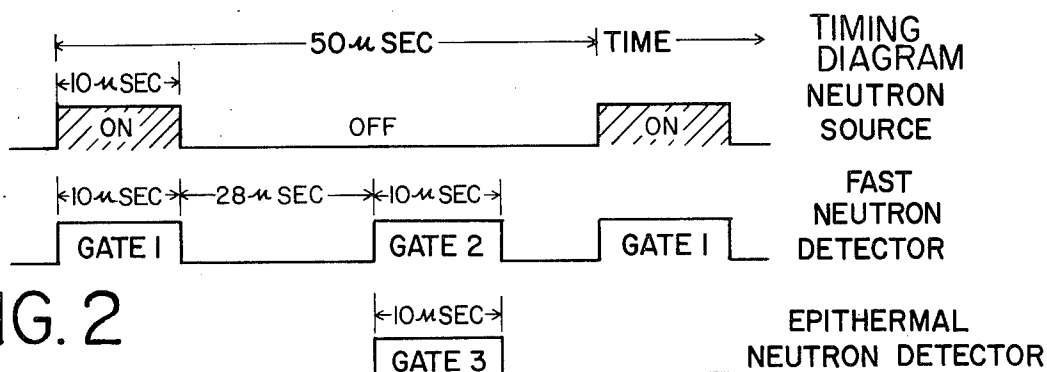 50 μ SEC TIME TIMING
DIAGRAM
10 μ SEC NEUTRON
ON OFF ON SOURCE
10 μ SEC 28 μ SEC 10 μ SEC FAST
NEUTRON
GATE 1 GATE 2 GATE 1 DETECTOR
IG. 2
10 μ SEC EPITHERMAL
GATE 3 NEUTRON DETECTOR